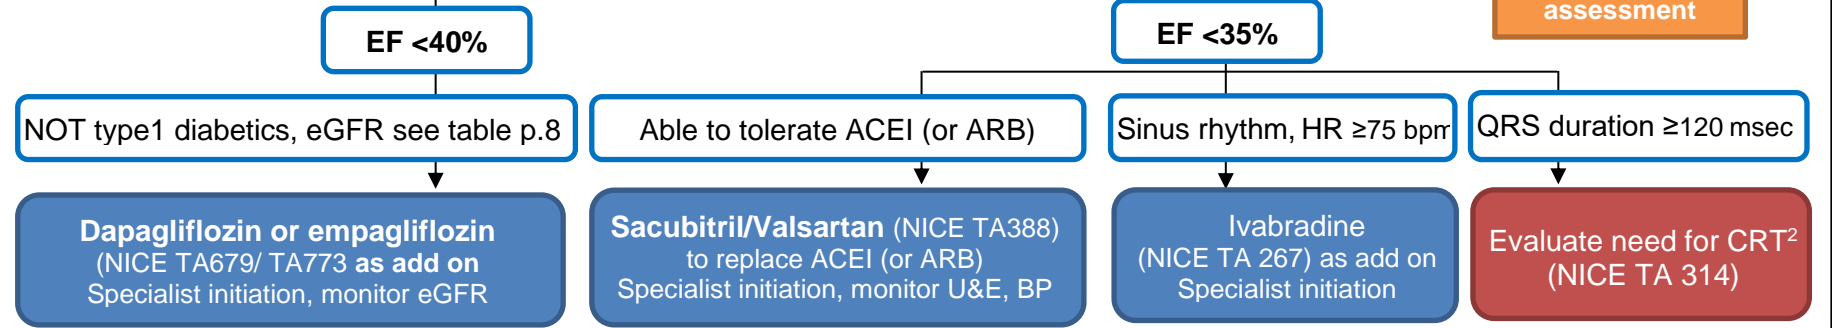 assessment
EF <40%
EF <35%
NOT type1 diabetics, eGFR see table p.8
Able to tolerate ACEI (or ARB)
Sinus rhythm, HR ≥75 bpm
QRS duration ≥120 msec
Dapagliflozin or empagliflozin
(NICE TA679/ TA773 as add on
Specialist initiation, monitor eGFR
Sacubitril/Valsartan (NICE TA388)
to replace ACEI (or ARB)
Specialist initiation, monitor U&E, BP
Ivabradine
(NICE TA 267) as add on
Specialist initiation
Evaluate need for CRT²
(NICE TA 314)